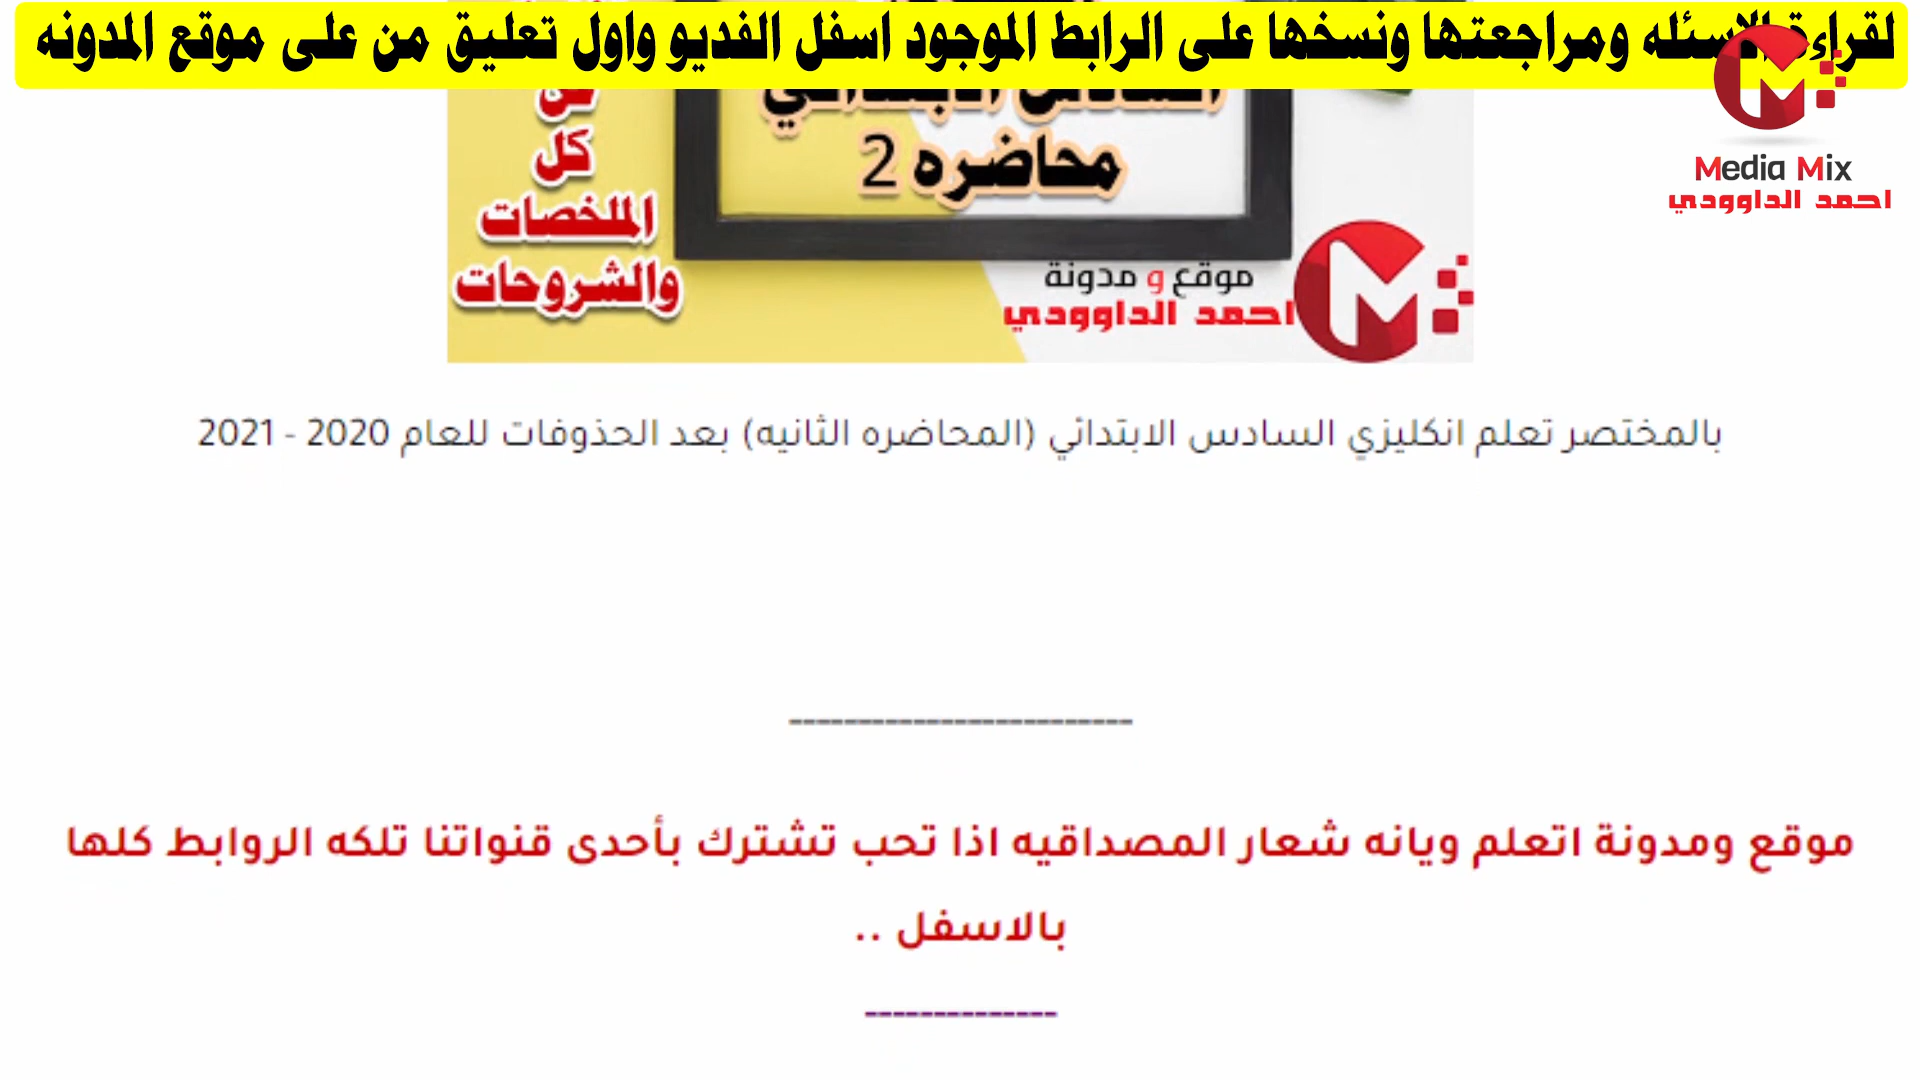 لقراءة الاسئله ومراجعتها ونسخها على الرابط الموجود اسفل الفديو واول تعليق من على موقع المدونه
Media Mix
احمد الداوودي
محاضره 2
كل
الملخصات
والشروحات
موقع و مدونة
احمد الداوودي
بالمختصر تعلم انكليزي السادس الابتدائي (المحاضره الثانيه) بعد الحذوفات للعام 2020 - 2021
-------------------------
موقع ومدونة اتعلم ويانه شعار المصداقيه اذا تحب تشترك بأحدى قنواتنا تلكه الروابط كلها
بالاسفل ..
--------------